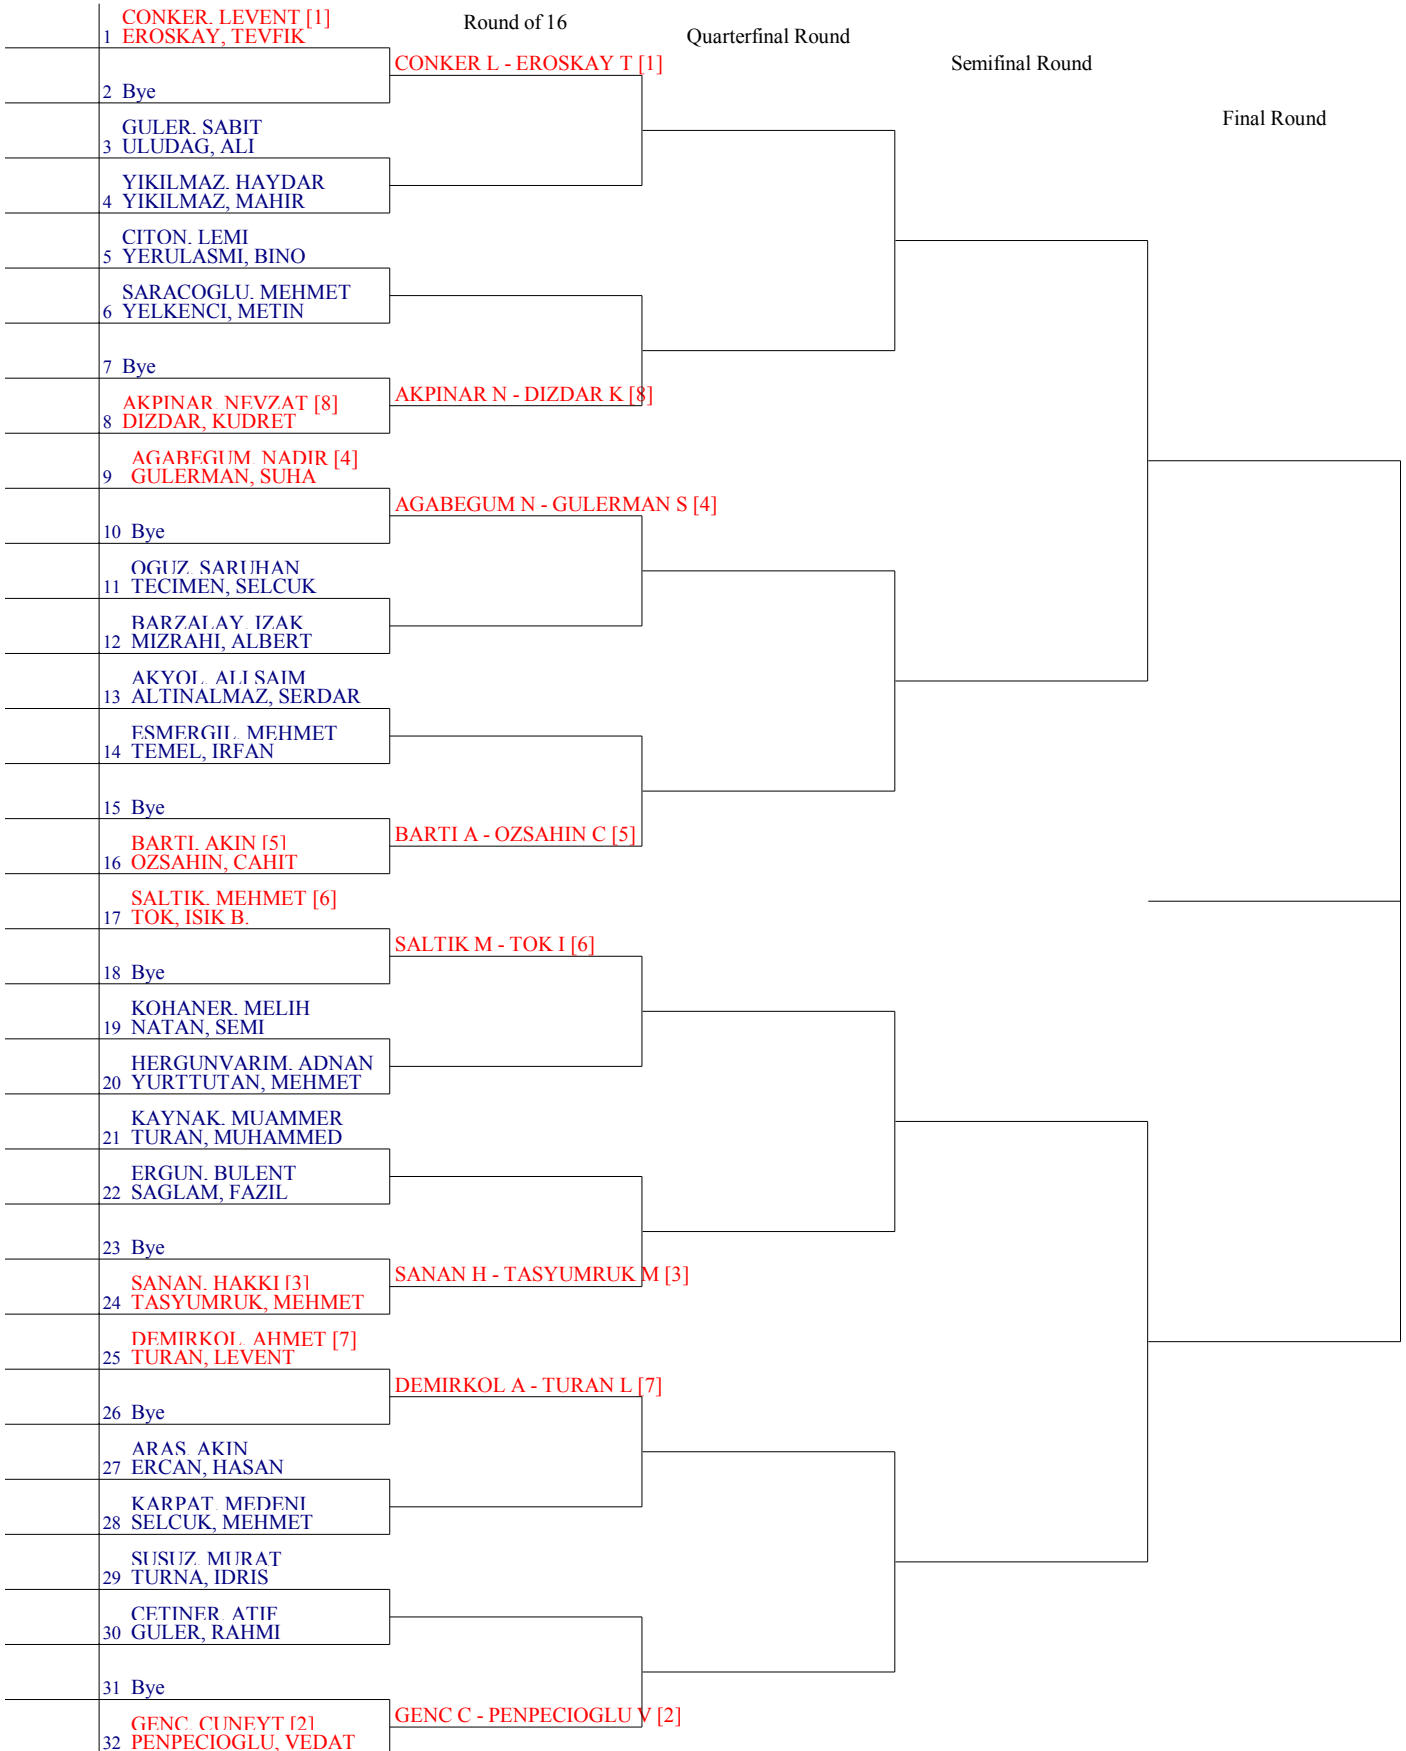 CONKER, LEVENT [1]
1 EROSKAY, TEVFIK
Round of 16
Quarterfinal Round
Semifinal Round
Final Round
CONKER L - EROSKAY T [1]
2 Bye
GULER, SABIT
3 ULUDAG, ALI
YIKILMAZ, HAYDAR
4 YIKILMAZ, MAHIR
CITON, LEMI
5 YERULASMI, BINO
SARACOGLU, MEHMET
6 YELKENCI, METIN
7 Bye
AKPINAR N - DIZDAR K [8]
AKPINAR, NEVZAT [8]
8 DIZDAR, KUDRET
AGABEGUM, NADIR [4]
9 GULERMAN, SUHA
AGABEGUM N - GULERMAN S [4]
10 Bye
OGUZ, SARUHAN
11 TECIMEN, SELCUK
BARZALAY, IZAK
12 MIZRAHI, ALBERT
AKYOL, ALI SAIM
13 ALTINALMAZ, SERDAR
ESMERGIL, MEHMET
14 TEMEL, IRFAN
15 Bye
BARTI A - OZSAHIN C [5]
BARTI, AKIN [5]
16 OZSAHIN, CAHIT
SALTIK, MEHMET [6]
17 TOK, ISIK B.
SALTIK M - TOK I [6]
18 Bye
KOHANER, MELIH
19 NATAN, SEMI
HERGUNVARIM, ADNAN
20 YURTTUTAN, MEHMET
KAYNAK, MUAMMER
21 TURAN, MUHAMMED
ERGUN, BULENT
22 SAGLAM, FAZIL
23 Bye
SANAN H - TASYUMRUK M [3]
SANAN, HAKKI [3]
24 TASYUMRUK, MEHMET
DEMIRKOL, AHMET [7]
25 TURAN, LEVENT
DEMIRKOL A - TURAN L [7]
26 Bye
ARAS, AKIN
27 ERCAN, HASAN
KARPAT, MEDENI
28 SELCUK, MEHMET
SUSUZ, MURAT
29 TURNA, IDRIS
CETINER, ATIF
30 GULER, RAHMI
31 Bye
GENC C - PENPECIOGLU V [2]
GENC, CUNEYT [2]
32 PENPECIOGLU, VEDAT